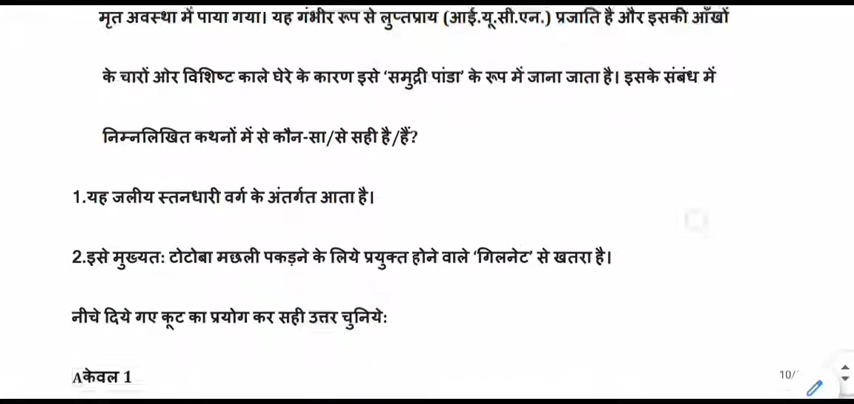 मृत अवस्था में पाया गया। यह गंभीर रूप से लुप्तप्राय (आई.यू.सी.एन.) प्रजाति है और इसकी आँखों
के चारों ओर विशिष्ट काले घेरे के कारण इसे ‘समुद्री पांडा’ के रूप में जाना जाता है। इसके संबंध में
निम्नलिखित कथनों में से कौन-सा/से सही है/हैं?
1.यह जलीय स्तनधारी वर्ग के अंतर्गत आता है।
2.इसे मुख्यतः टोटोबा मछली पकड़ने के लिये प्रयुक्त होने वाले ‘गिलनेट’ से खतरा है।
नीचे दिये गए कूट का प्रयोग कर सही उत्तर चुनिये:
Aकेवल 1
10/